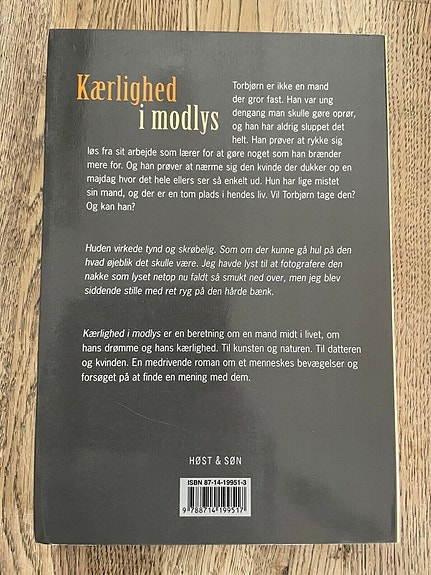 Kærlighed
i modlys
Torbjørn er ikke en mand
der gror fast. Han var ung
dengang man skulle gøre oprør,
og han har aldrig sluppet det
helt. Han prøver at rykke sig
løs fra sit arbejde som lærer for at gøre noget som han brænder
mere for. Og han prøver at nærme sig den kvinde der dukker op en
majdag hvor det hele ellers ser så enkelt ud. Hun har lige mistet
sin mand, og der er en tom plads i hendes liv. Vil Torbjørn tage den?
Og kan han?
Huden virkede tynd og skrøbelig. Som om der kunne gå hul på den
hvad øjeblik det skulle være. Jeg havde lyst til at fotografere den
nakke som lyset netop nu faldt så smukt ned over, men jeg blev
siddende stille med ret ryg på den hårde bænk.
Kærlighed i modlys er en beretning om en mand midt i livet, om
hans drømme og hans kærlighed. Til kunsten og naturen. Til datteren
og kvinden. En medrivende roman om et menneskes bevægelser og
forsøget på at finde en mening med dem.
HØST & SØN
ISBN 87-14-19951-3
9 788714 199517